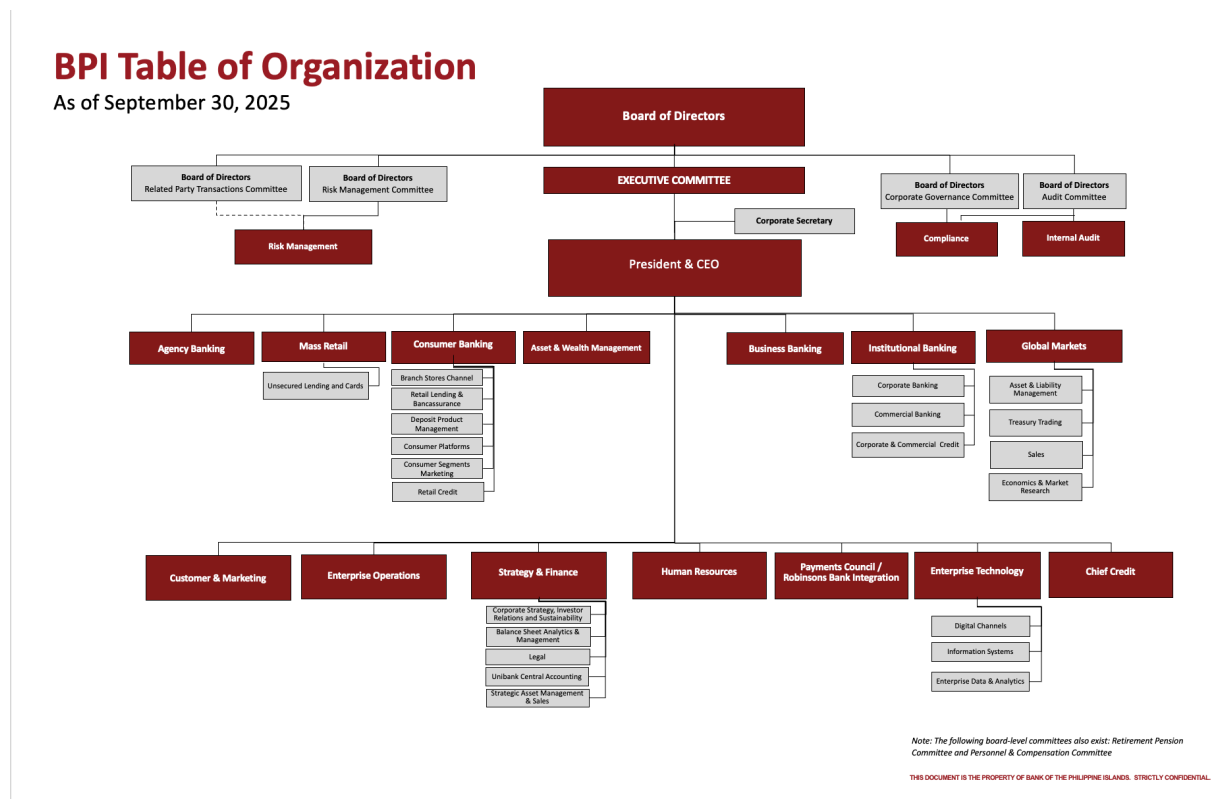 BPI Table of Organization
As of September 30, 2025
Board of Directors
Board of Directors
Related Party Transactions Committee
Board of Directors
Risk Management Committee
EXECUTIVE COMMITTEE
Board of Directors
Corporate Governance Committee
Board of Directors
Audit Committee
Corporate Secretary
Risk Management
Compliance
Internal Audit
President & CEO
Agency Banking
Mass Retail
Unsecured Lending and Cards
Consumer Banking
Branch Stores Channel
Retail Lending &
Bancassurance
Deposit Product
Management
Consumer Platforms
Consumer Segments
Marketing
Retail Credit
Asset & Wealth Management
Business Banking
Institutional Banking
Corporate Banking
Commercial Banking
Corporate & Commercial Credit
Global Markets
Asset & Liability
Management
Treasury Trading
Sales
Economics & Market
Research
Customer & Marketing
Enterprise Operations
Strategy & Finance
Corporate Strategy, Investor
Relations and Sustainability
Balance Sheet Analytics &
Management
Legal
Unibank Central Accounting
Strategic Asset Management
& Sales
Human Resources
Payments Council /
Robinsons Bank Integration
Enterprise Technology
Digital Channels
Information Systems
Enterprise Data & Analytics
Chief Credit
Note: The following board-level committees also exist: Retirement Pension
Committee and Personnel & Compensation Committee
THIS DOCUMENT IS THE PROPERTY OF BANK OF THE PHILIPPINE ISLANDS. STRICTLY CONFIDENTIAL.